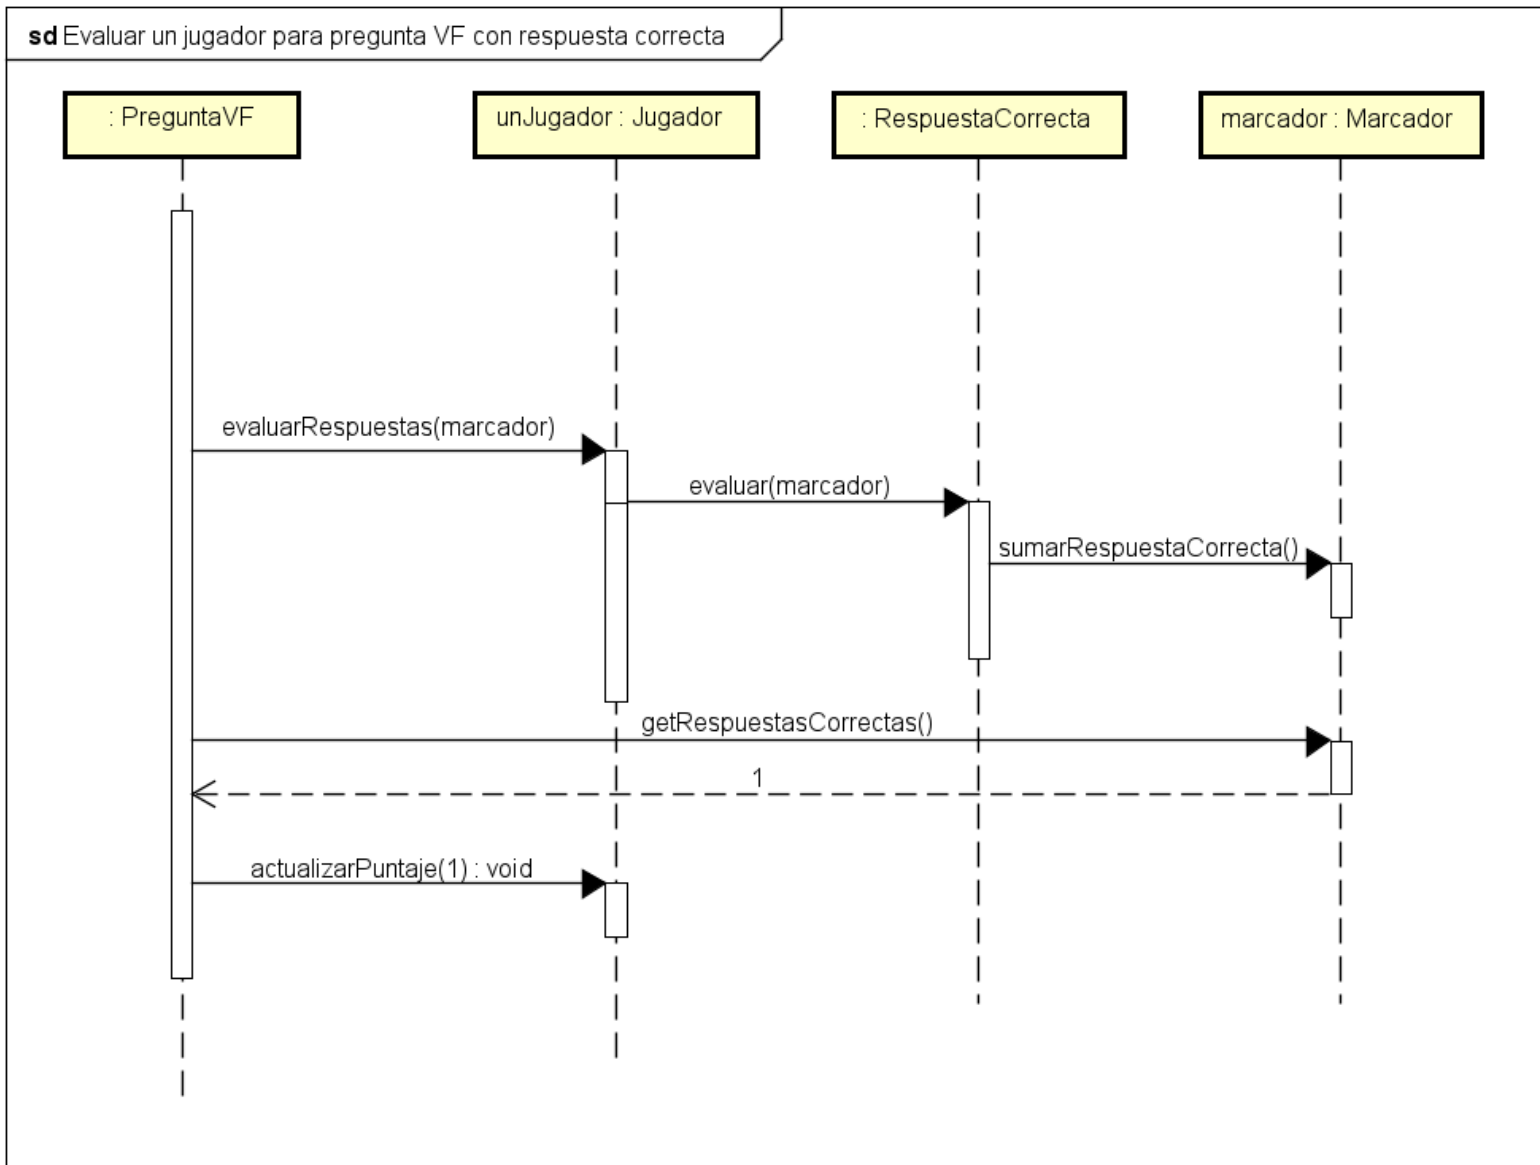 sd Evaluar un jugador para pregunta VF con respuesta correcta
: PreguntaVF
unJugador : Jugador
: RespuestaCorrecta
marcador : Marcador
evaluarRespuestas(marcador)
evaluar(marcador)
sumarRespuestaCorrecta()
getRespuestasCorrectas()
1
actualizarPuntaje(1) : void